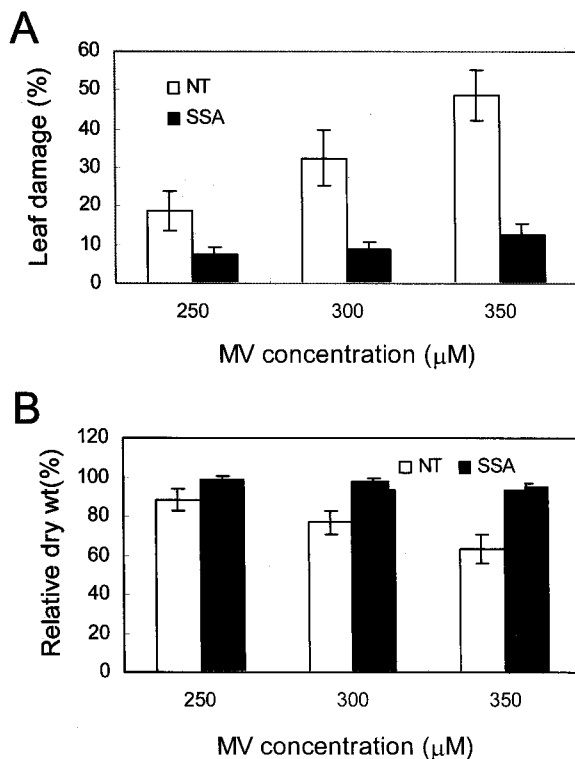 A
Leaf damage (%)
60
50
40
30
20
10
0
NT
SSA
250 300 350
MV concentration (μM)
B
Relative dry wt(%)
120
100
80
60
40
20
0
NT SSA
250 300 350
MV concentration (μM)